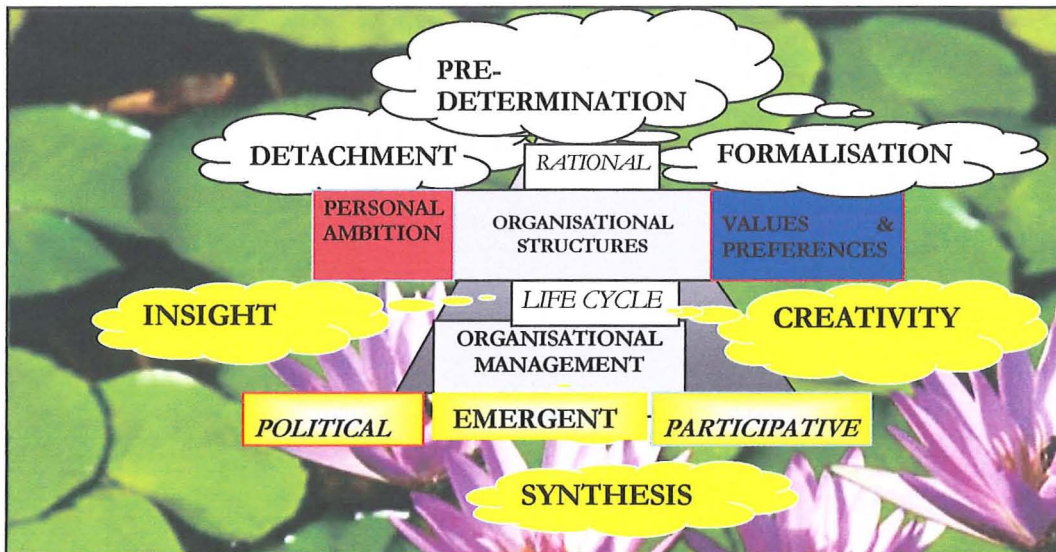 PRE-
DETERMINATION
DETACHMENT
RATIONAL
FORMALISATION
PERSONAL
AMBITION
ORGANISATIONAL
STRUCTURES
VALUES &
PREFERENCES
INSIGHT
LIFE CYCLE
CREATIVITY
ORGANISATIONAL
MANAGEMENT
POLITICAL
EMERGENT
PARTICIPATIVE
SYNTHESIS